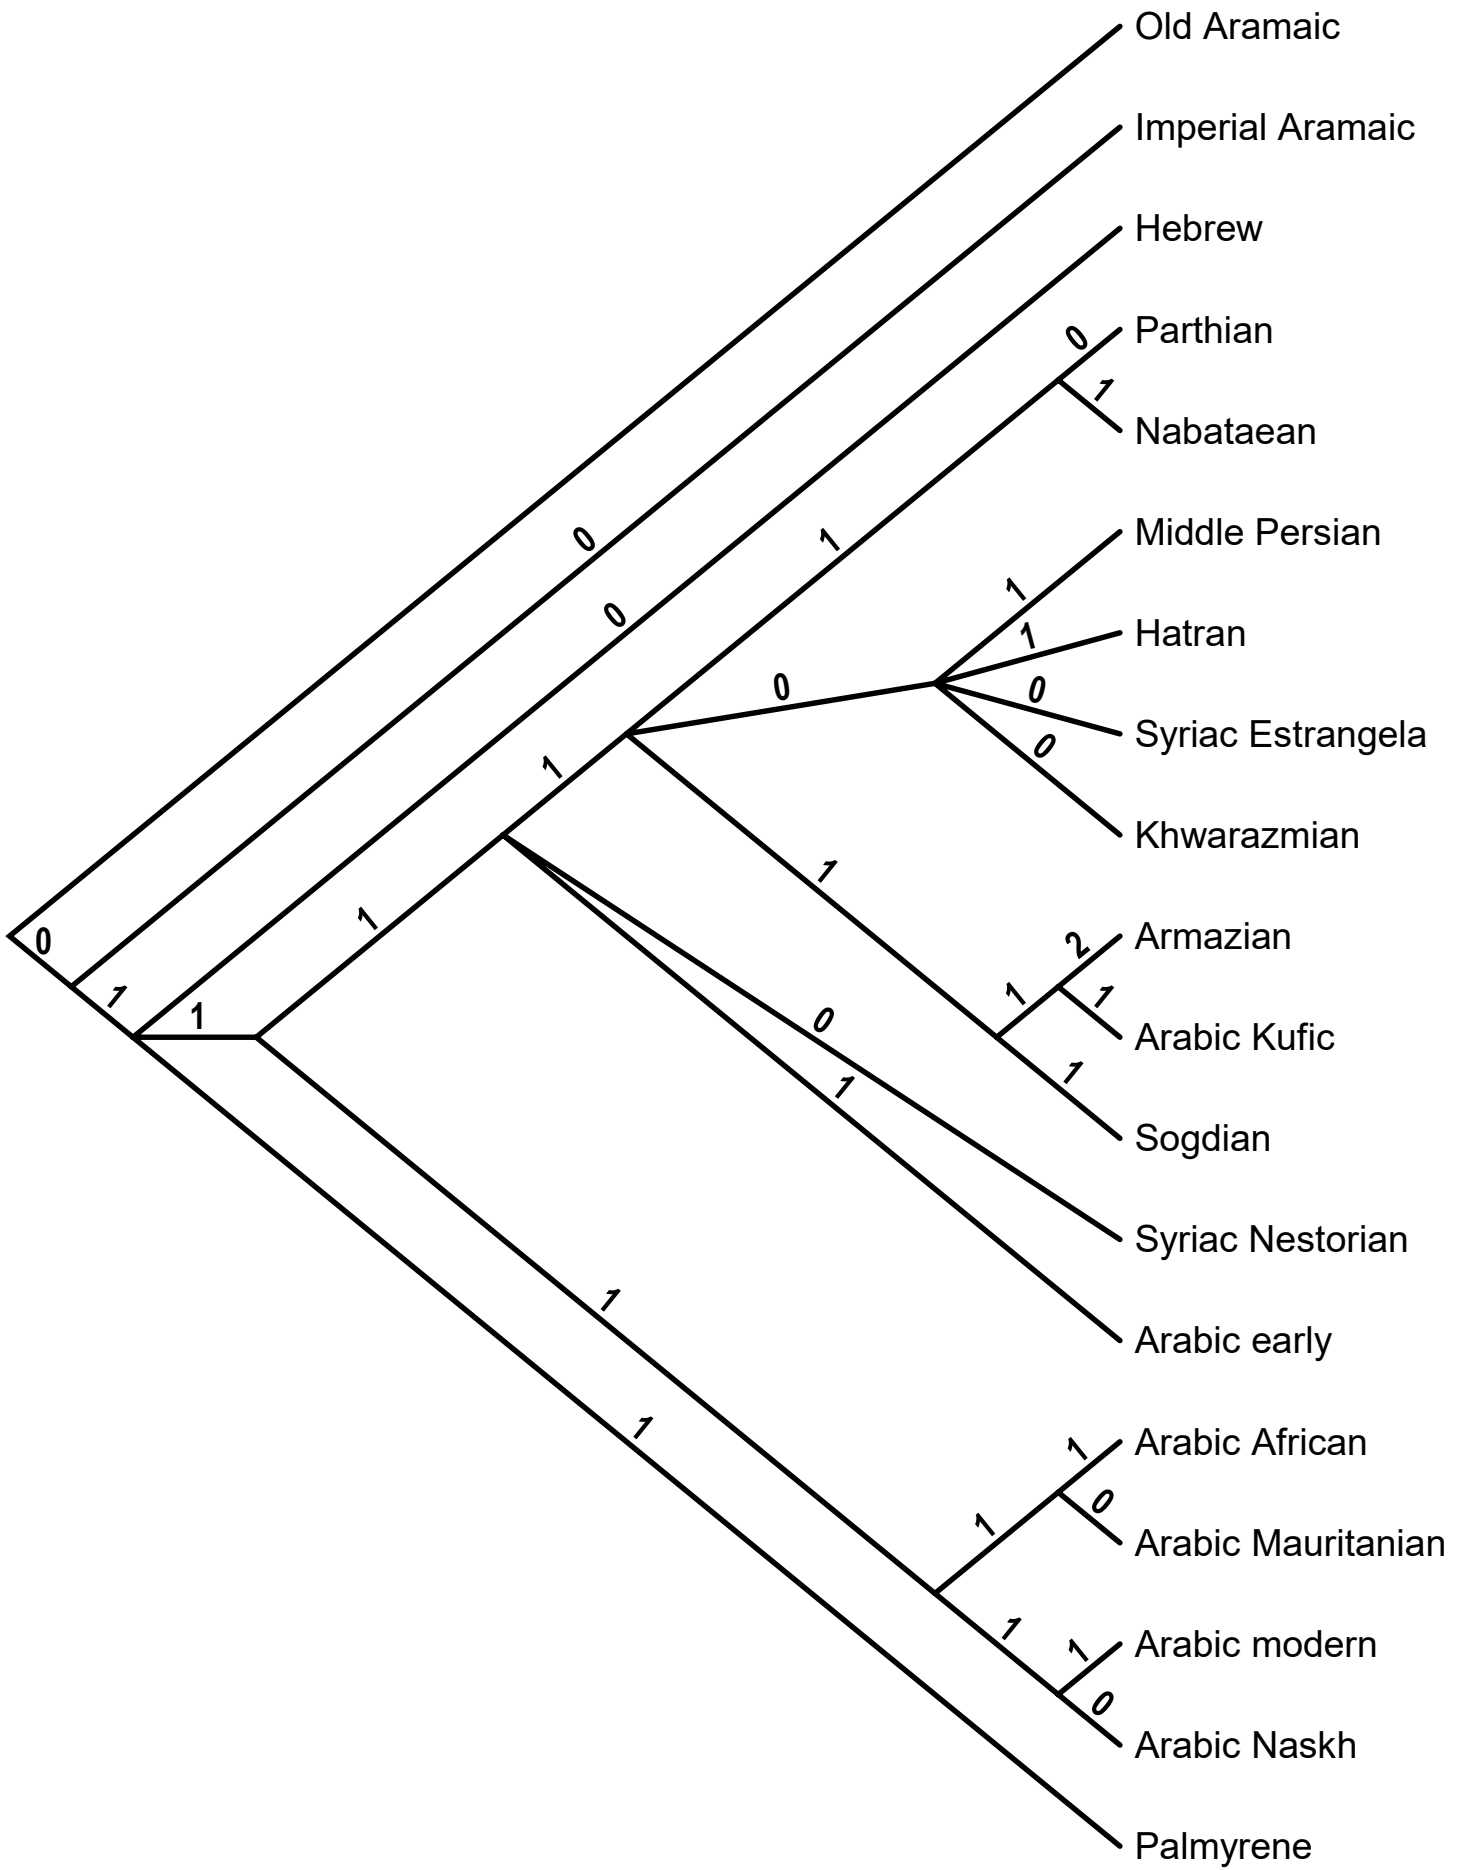 Old Aramaic
Imperial Aramaic
Hebrew
0
Parthian
1
Nabataean
0
1
Middle Persian
1
0
1
Hatran
0
0
Syriac Estrangela
1
0
Khwarazmian
1
1
0
2
Armazian
1
1
1
1
Arabic Kufic
0
1
1
Sogdian
0
Syriac Nestorian
1
Arabic early
1
1
Arabic African
1
0
Arabic Mauritanian
1
1
Arabic modern
0
Arabic Naskh
Palmyrene